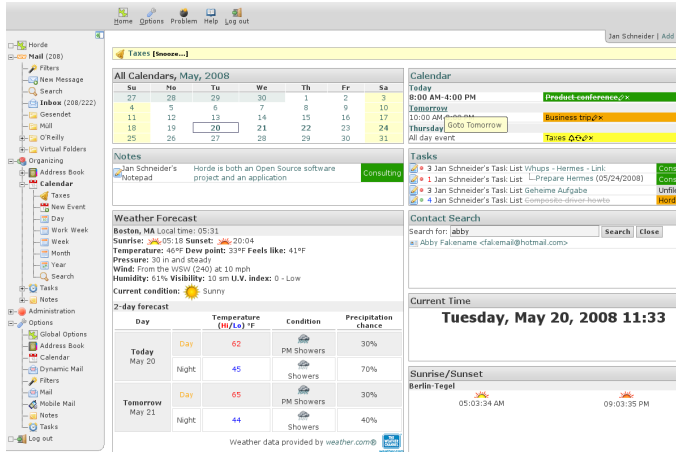 Home Options Problem Help Log out
Jan Schneider | Add
Horde
Mail (208)
Filters
New Message
Search
Inbox (208/222)
Gesendet
Müll
O'Reilly
Virtual Folders
Organizing
Address Book
Calendar
Taxes
New Event
Day
Work Week
Week
Month
Year
Search
Tasks
Notes
Administration
Options
Global Options
Address Book
Calendar
Dynamic Mail
Filters
Mail
Mobile Mail
Notes
Tasks
Log out
Taxes [Snooze...]
All Calendars, May, 2008
Su Mo Tu We Th Fr Sa
27 28 29 30 1 2 3
4 5 6 7 8 9 10
11 12 13 14 15 16 17
18 19 20 21 22 23 24
25 26 27 28 29 30 31
Notes
Jan Schneider's Notepad
Horde is both an Open Source software
project and an application
Consulting
Weather Forecast
Boston, MA Local time: 05:31
Sunrise: 05:18 Sunset: 20:04
Temperature: 46°F Dew point: 33°F Feels like: 41°F
Pressure: 30 in and steady
Wind: From the WSW (240) at 10 mph
Humidity: 61% Visibility: 10 sm U.V. index: 0 - Low
Current condition: Sunny
2-day forecast
Day Temperature (Hi/Lo) °F Condition Precipitation chance
Today
May 20
Day 62 PM Showers 30%
Night 45 Showers 70%
Tomorrow
May 21
Day 65 PM Showers 30%
Night 44 Showers 40%
Weather data provided by weather.com®
Calendar
Today
8:00 AM-4:00 PM Product conference
Tomorrow
10:00 AM Business trip
Goto Tomorrow
Thursday
All day event Taxes
Tasks
3 Jan Schneider's Task List Whups - Hermes - Link Cons
1 Jan Schneider's Task List Prepare Hermes (05/24/2008) Cons
3 Jan Schneider's Task List Geheime Aufgabe Unfile
4 Jan Schneider's Task List Composite driver howto Hord
Contact Search
Search for: abby Search Close
Abby Fakename <fakemail@hotmail.com>
Current Time
Tuesday, May 20, 2008 11:33
Sunrise/Sunset
Berlin-Tegel
05:03:34 AM 09:03:35 PM